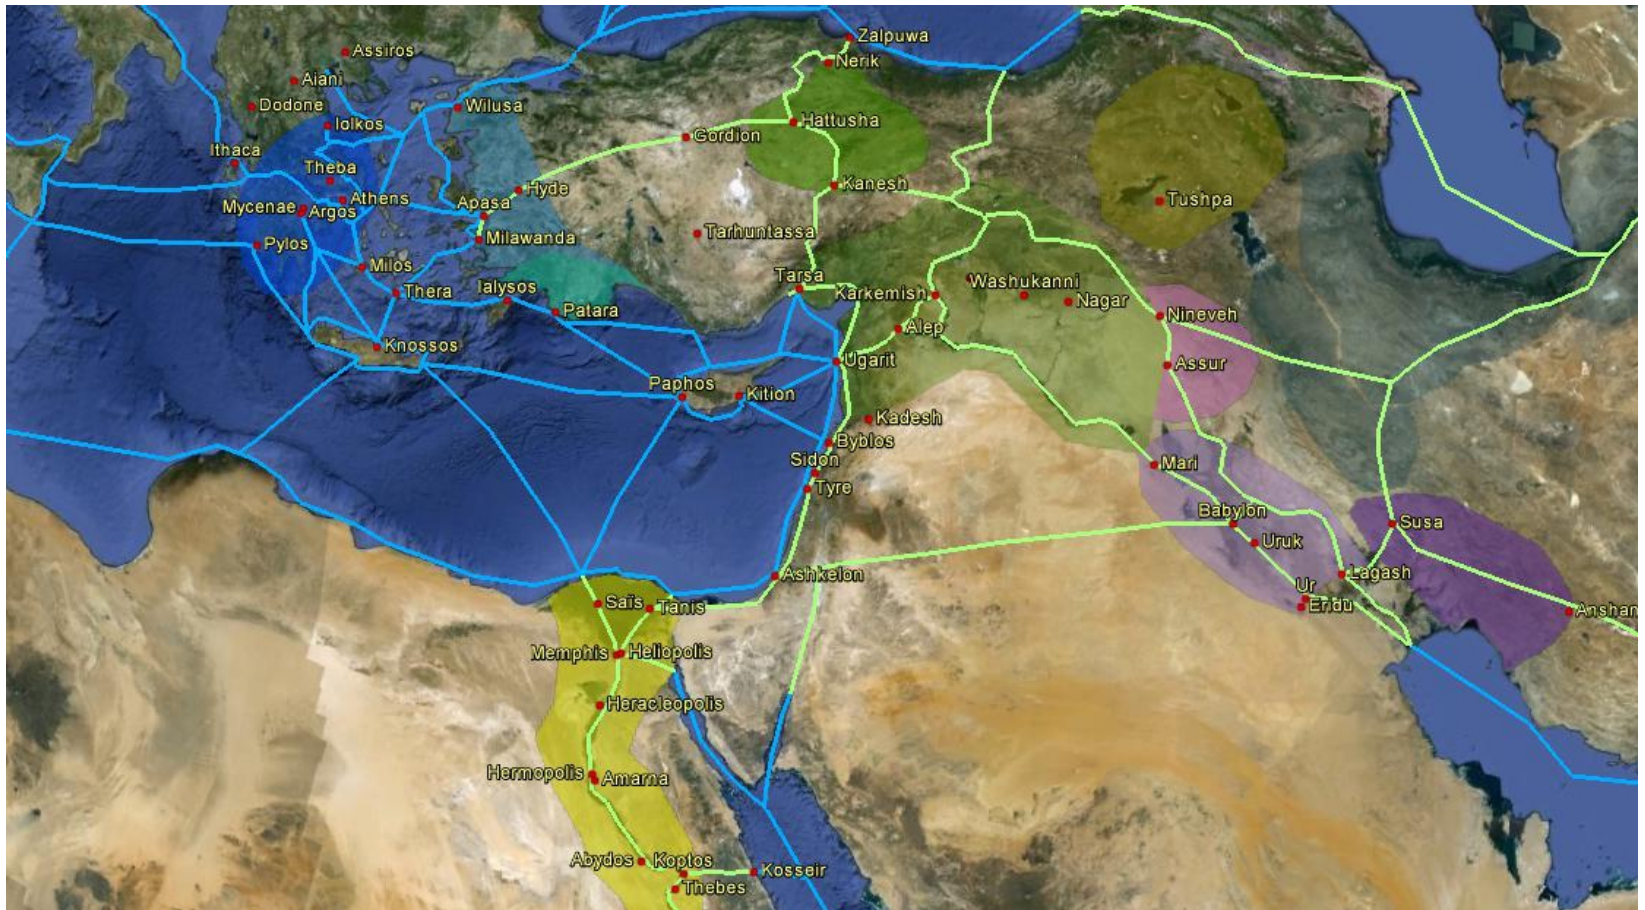 Zalpuwa
Assiros
Nerik
Aiani
Dodone
Wilusa
Iolkos
Hattusha
Gordion
Ithaca
Theba
Hyde
Kanesh
Athens
Mycenae
Argos
Apasa
Tushpa
Pylos
Milawanda
Tarhuntassa
Milos
Tarsa
Washukanni
Thera
Ialysos
Karkemish
Nagar
Patara
Nineveh
Alep
Knossos
Ugarit
Assur
Paphos
Kition
Kadesh
Byblos
Sidon
Mari
Tyre
Babylon
Susa
Uruk
Ashkelon
Lagash
Ur
Eridu
Saïs
Tanis
Anshan
Memphis
Heliopolis
Heracleopolis
Hermopolis
Amarna
Abydos
Koptos
Kosseir
Thebes